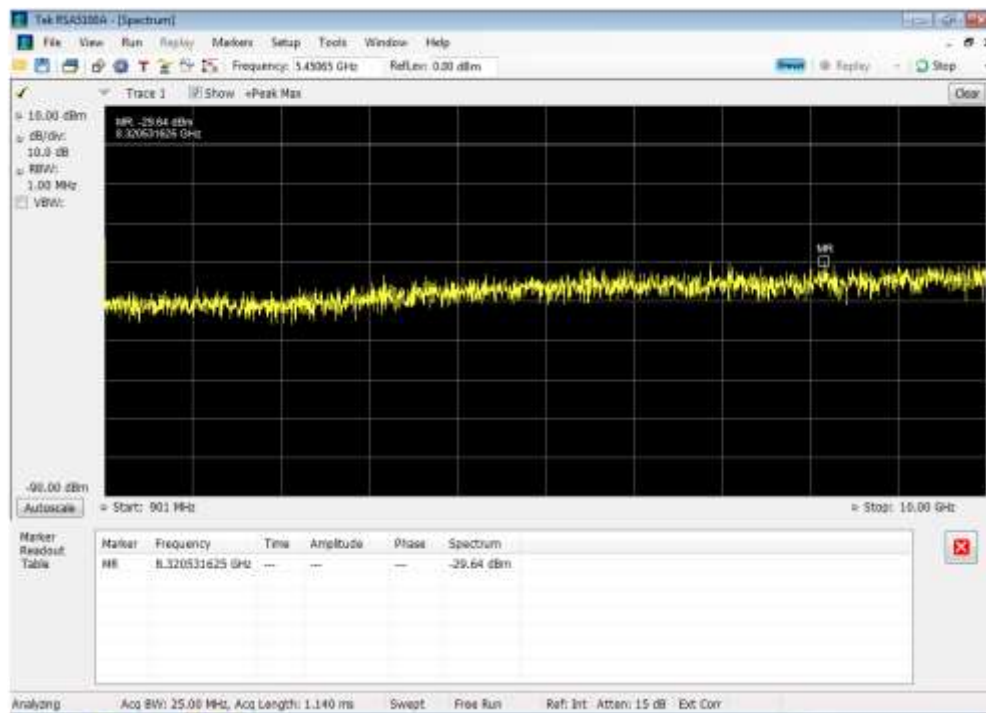 Tek RSA5100A - [Spectrum]
File View Run Replay Markers Setup Tools Window Help
Frequency: 5.45065 GHz RefLev: 0.00 dBm Preset Replay Stop
Trace 1 Show +Peak Max Clear
10.00 dBm
dB/div:
10.0 dB
RBW:
1.00 MHz
VBW:
MR: -29.64 dBm
8.320531625 GHz
MR
-90.00 dBm
Autoscale Start: 901 MHz Stop: 10.00 GHz
Marker
Readout
Table
Marker Frequency Time Amplitude Phase Spectrum
MR 8.320531625 GHz --- --- --- -29.64 dBm
Analyzing Acq BW: 25.00 MHz, Acq Length: 1.140 ms Swept Free Run Ref: Int Atten: 15 dB Ext Corr